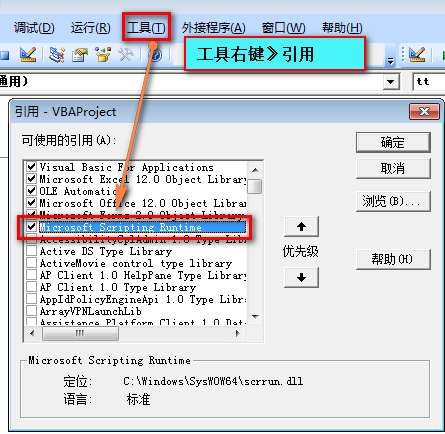 调试(D) 运行(R) 工具(T) 外接程序(A) 窗口(W) 帮助(H)
工具右键》引用
通用) tt
引用 - VBAProject
可使用的引用(A):
确定
取消
浏览(B)...
帮助(H)
优先级
Visual Basic For Applications
Microsoft Excel 12.0 Object Library
OLE Automation
Microsoft Office 12.0 Object Library
Microsoft Forms 2.0 Object Library
Microsoft Scripting Runtime
AccessibilityCplAdmin 1.0 Type Lib
Active DS Type Library
ActiveMovie control type library
AP Client 1.0 HelpPane Type Library
AP Client 1.0 Type Library
AppIdPolicyEngineApi 1.0 Type Libr
ArrayVPNLaunchLib
Assistance Platform Client 1.0 Data
Microsoft Scripting Runtime
定位: C:\Windows\SysWOW64\scrrun.dll
语言: 标准